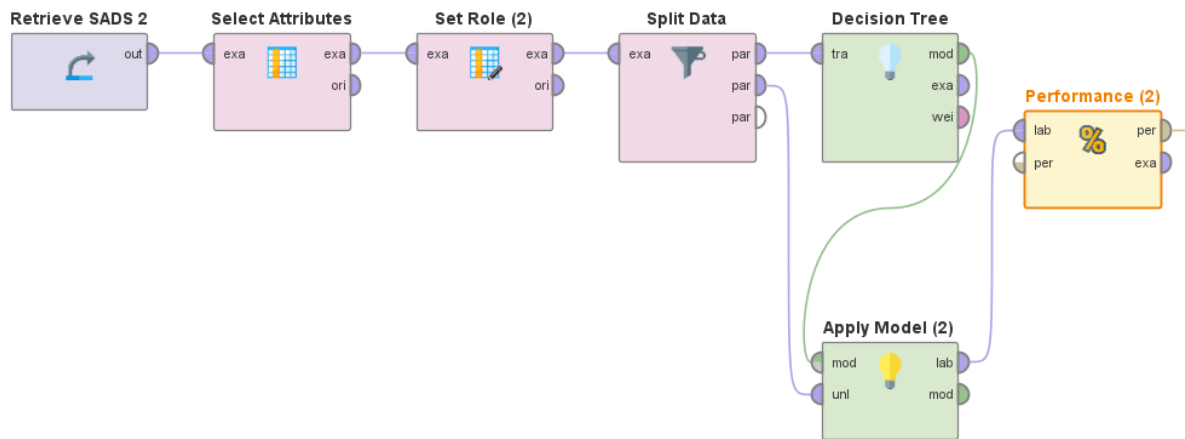 Retrieve SADS 2
out
Select Attributes
exa
exa
ori
Set Role (2)
exa
exa
ori
Split Data
exa
par
par
par
Decision Tree
tra
mod
exa
wei
Performance (2)
lab
per
%
per
exa
Apply Model (2)
mod
lab
unl
mod